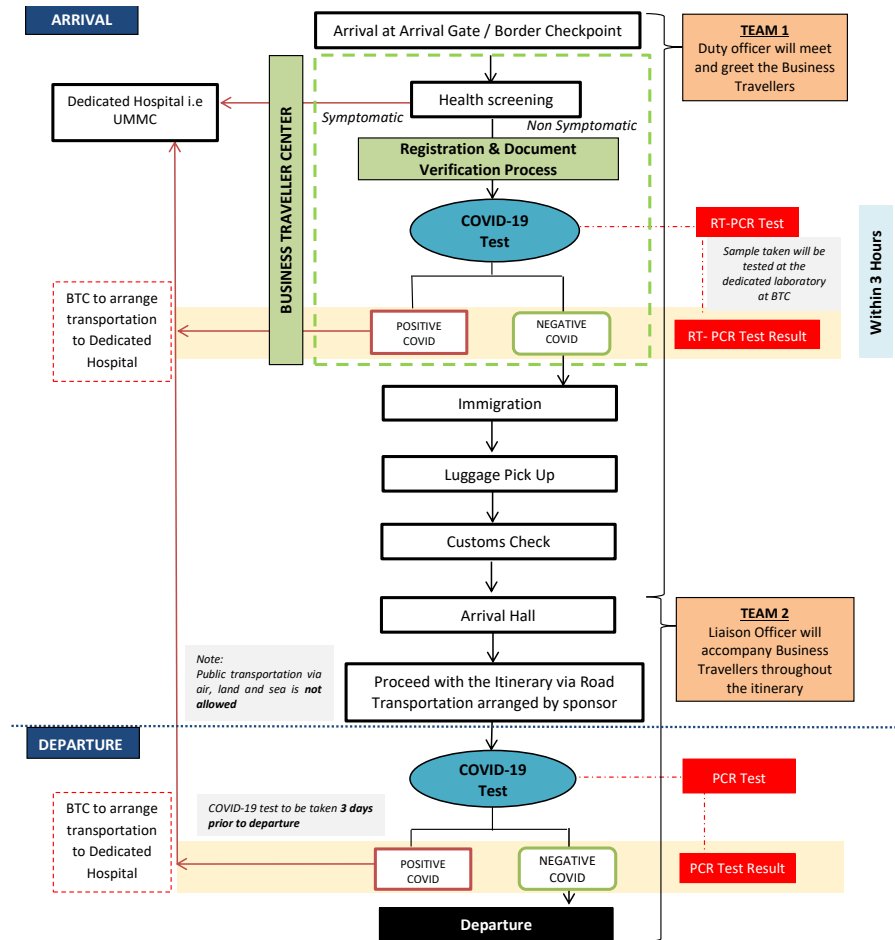 ARRIVAL
Arrival at Arrival Gate / Border Checkpoint
TEAM 1
Duty officer will meet
and greet the Business
Travellers
BUSINESS TRAVELLER CENTER
Dedicated Hospital i.e
UMMC
Symptomatic
Health screening
Non Symptomatic
Registration & Document
Verification Process
COVID-19
Test
RT-PCR Test
Sample taken will be
tested at the
dedicated laboratory
at BTC
Within 3 Hours
BTC to arrange
transportation
to Dedicated
Hospital
POSITIVE
COVID
NEGATIVE
COVID
RT- PCR Test Result
Immigration
Luggage Pick Up
Customs Check
Arrival Hall
TEAM 2
Liaison Officer will
accompany Business
Travellers throughout
the itinerary
Note:
Public transportation via
air, land and sea is not
allowed
Proceed with the Itinerary via Road
Transportation arranged by sponsor
DEPARTURE
COVID-19
Test
PCR Test
BTC to arrange
transportation
to Dedicated
Hospital
COVID-19 test to be taken 3 days
prior to departure
POSITIVE
COVID
NEGATIVE
COVID
PCR Test Result
Departure